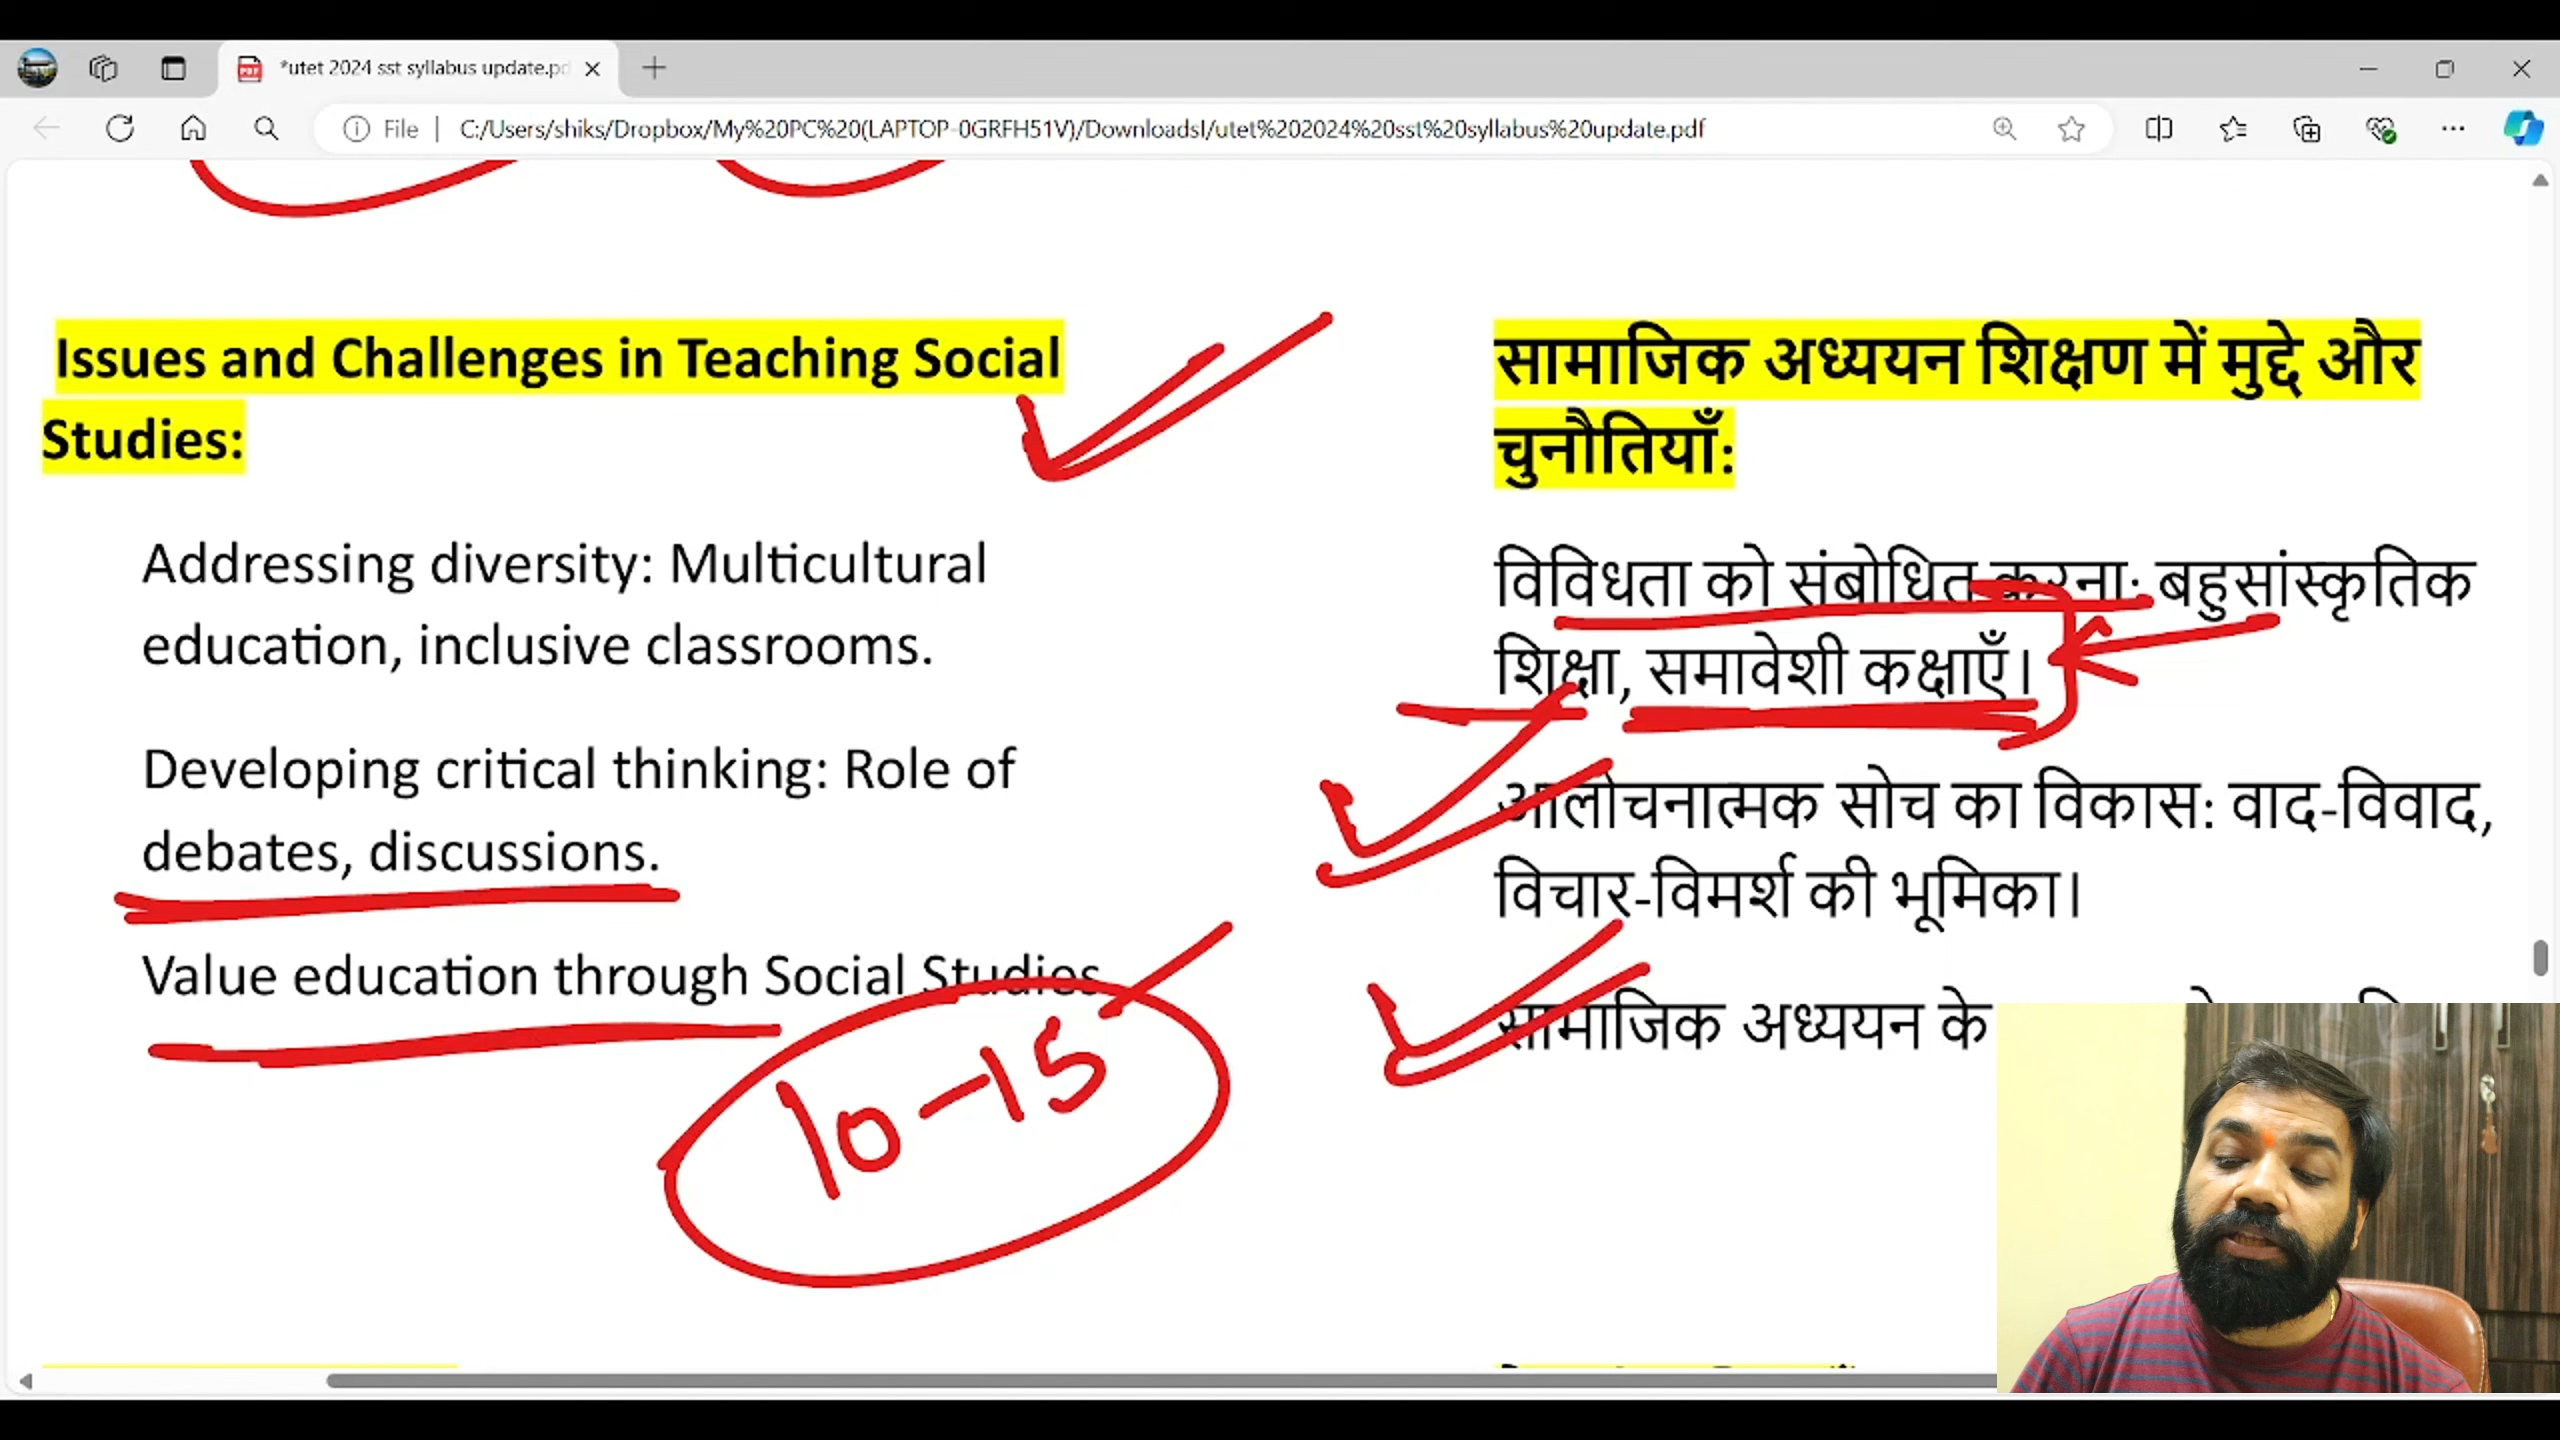 *utet 2024 sst syllabus update.pd
File
C:/Users/shiks/Dropbox/My%20PC%20(LAPTOP-0GRFH51V)/Downloadsl/utet%202024%20sst%20syllabus%20update.pdf
Issues and Challenges in Teaching Social
Studies:
Addressing diversity: Multicultural
education, inclusive classrooms.
Developing critical thinking: Role of
debates, discussions.
Value education through Social Studies
10-15
सामाजिक अध्ययन शिक्षण में मुद्दे और
चुनौतियाँ:
विविधता को संबोधित करना: बहुसांस्कृतिक
शिक्षा, समावेशी कक्षाएँ।
आलोचनात्मक सोच का विकास: वाद-विवाद,
विचार-विमर्श की भूमिका।
सामाजिक अध्ययन के